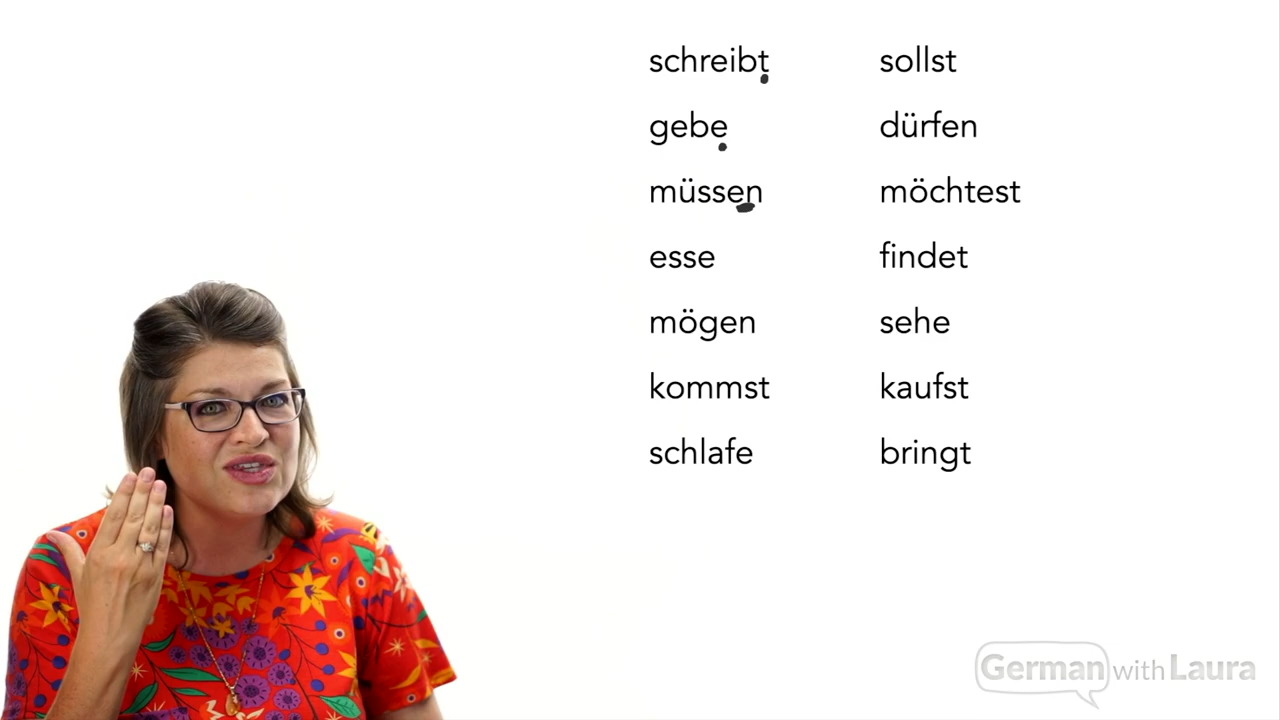 schreibt sollst
gebe dürfen
müssen möchtest
esse findet
mögen sehe
kommst kaufst
schlafe bringt
German with Laura